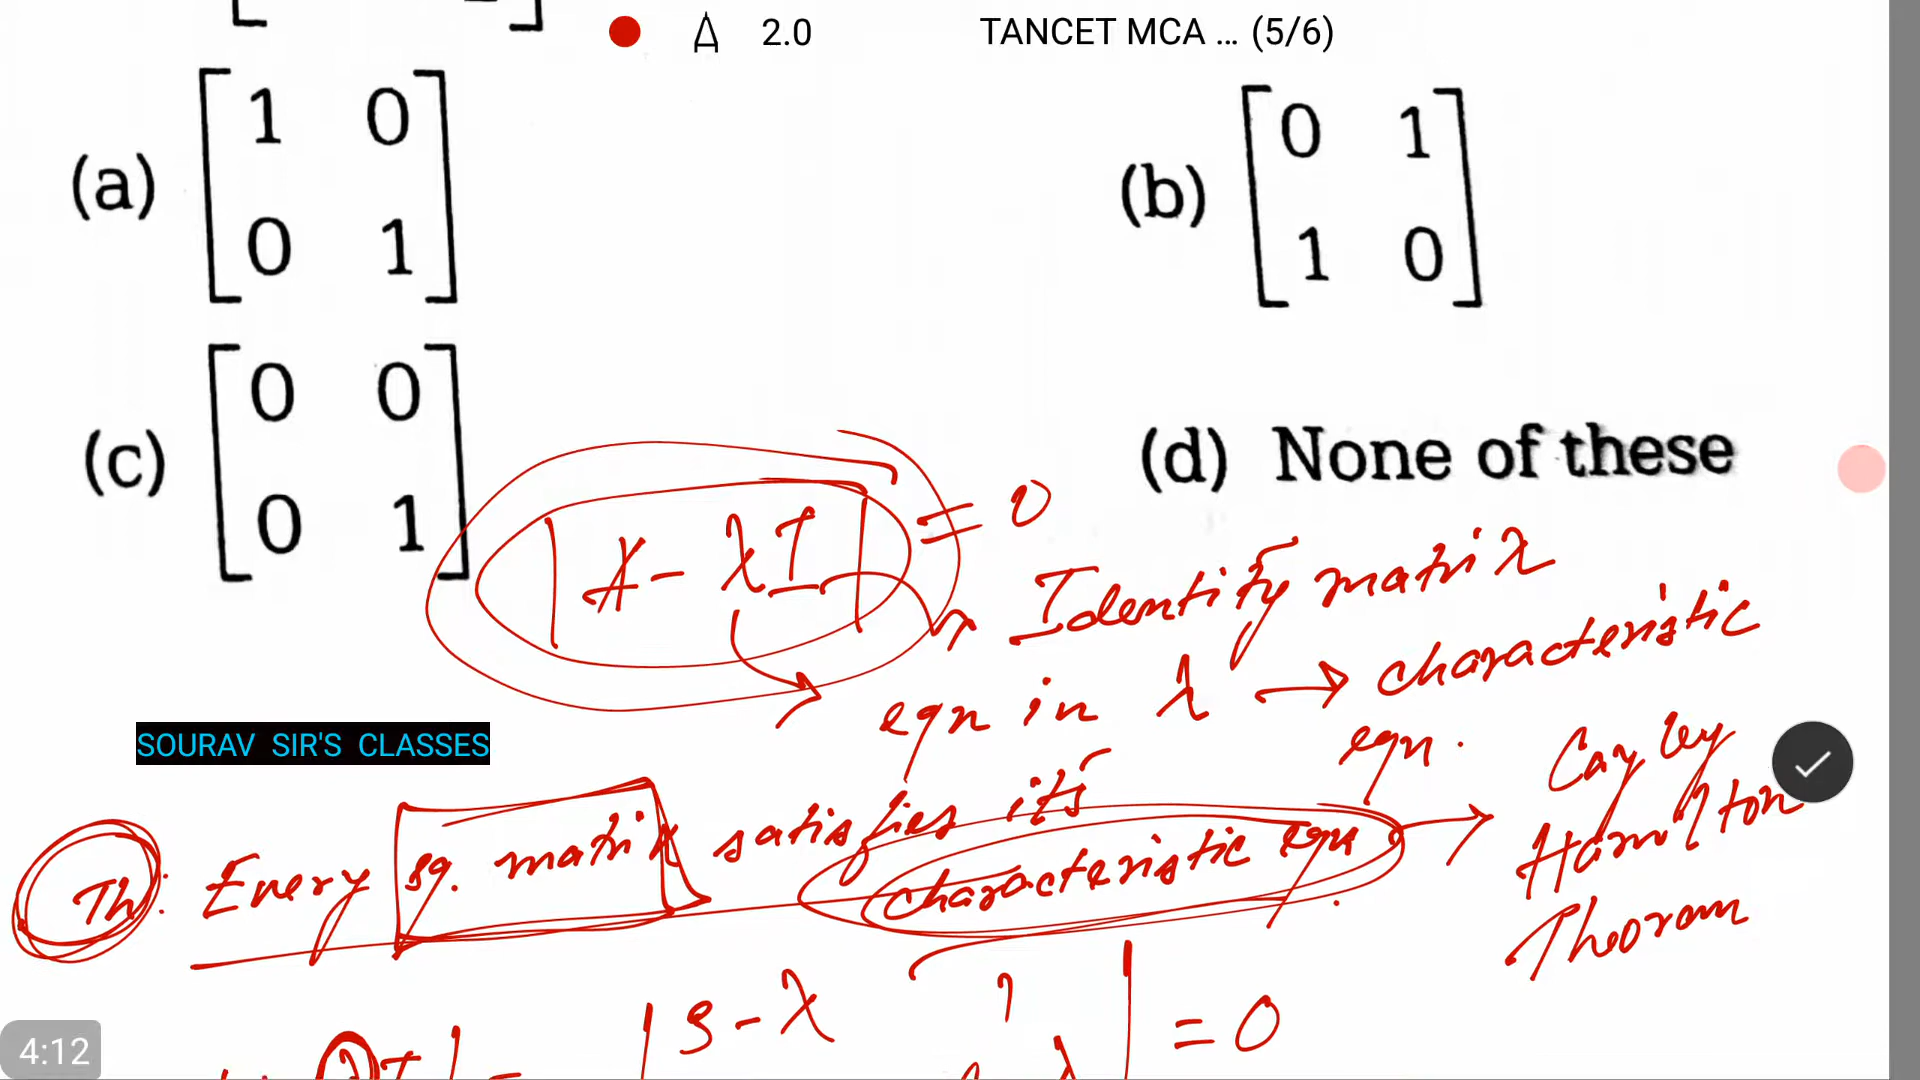 2.0 TANCET MCA ... (5/6)
(a) 1 0
0 1
(b) 0 1
1 0
(c) 0 0
0 1
(d) None of these
|A - λI| = 0
Identity matrix
eqn in λ → characteristic
eqn.
SOURAV SIR'S CLASSES
Th: Every sq. matrix satisfies its
characteristic eqn. → Cayley
Hamilton
Theorem
3 - λ 1
= 0
4:12